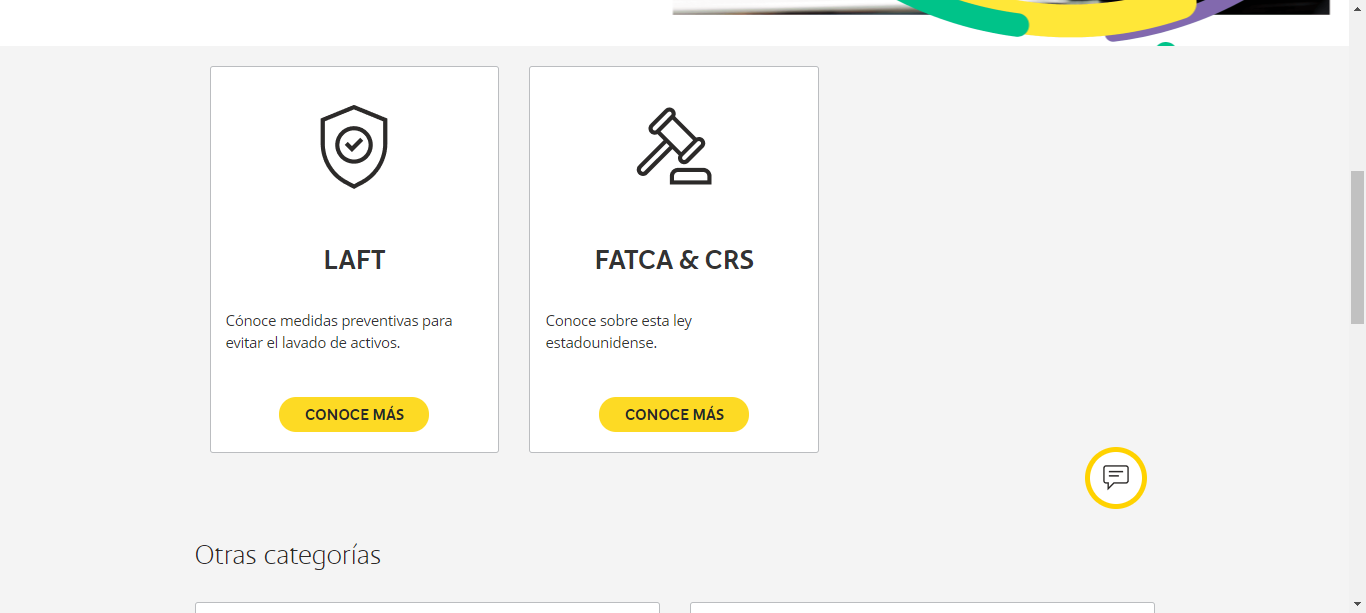 LAFT
Cónoce medidas preventivas para
evitar el lavado de activos.
CONOCE MÁS
FATCA & CRS
Conoce sobre esta ley
estadounidense.
CONOCE MÁS
Otras categorías